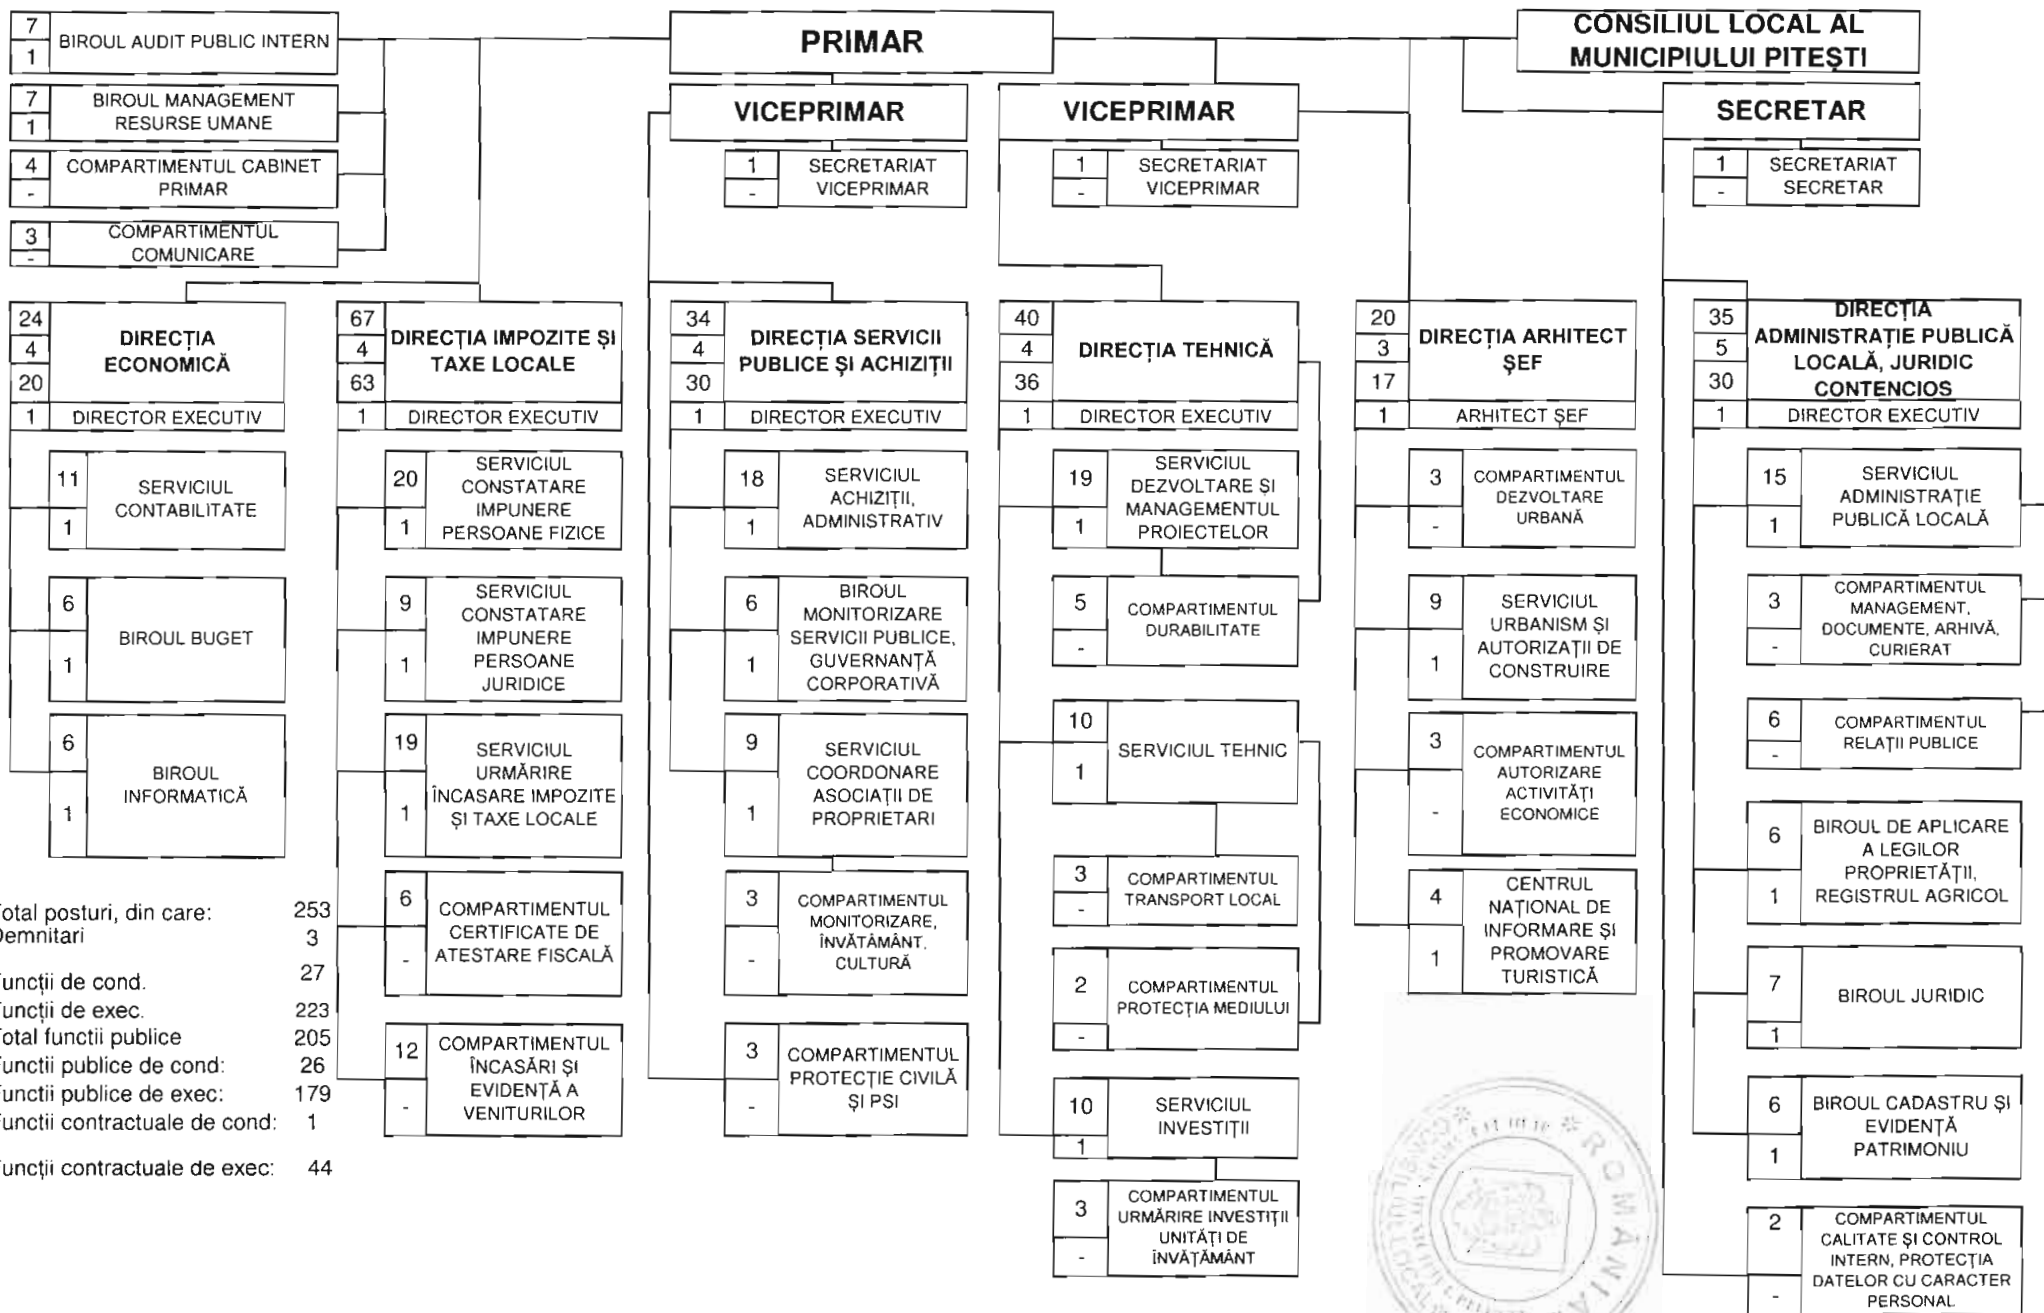 7
1
BIROUL AUDIT PUBLIC INTERN
7
1
BIROUL MANAGEMENT
RESURSE UMANE
4
-
COMPARTIMENTUL CABINET
PRIMAR
3
-
COMPARTIMENTUL
COMUNICARE
PRIMAR
CONSILIUL LOCAL AL
MUNICIPIULUI PITEȘTI
VICEPRIMAR
1
-
SECRETARIAT
VICEPRIMAR
VICEPRIMAR
1
-
SECRETARIAT
VICEPRIMAR
SECRETAR
1
-
SECRETARIAT
SECRETAR
24
4
20
DIRECȚIA
ECONOMICĂ
1 DIRECTOR EXECUTIV
11
1
SERVICIUL
CONTABILITATE
6
1
BIROUL BUGET
6
1
BIROUL
INFORMATICĂ
67
4
63
DIRECȚIA IMPOZITE ȘI
TAXE LOCALE
1 DIRECTOR EXECUTIV
20
1
SERVICIUL
CONSTATARE
IMPUNERE
PERSOANE FIZICE
9
1
SERVICIUL
CONSTATARE
IMPUNERE
PERSOANE
JURIDICE
19
1
SERVICIUL
URMĂRIRE
ÎNCASARE IMPOZITE
ȘI TAXE LOCALE
6
-
COMPARTIMENTUL
CERTIFICATE DE
ATESTARE FISCALĂ
12
-
COMPARTIMENTUL
ÎNCASĂRI ȘI
EVIDENȚĂ A
VENITURILOR
34
4
30
DIRECȚIA SERVICII
PUBLICE ȘI ACHIZIȚII
1 DIRECTOR EXECUTIV
18
1
SERVICIUL
ACHIZIȚII,
ADMINISTRATIV
6
1
BIROUL
MONITORIZARE
SERVICII PUBLICE,
GUVERNANȚĂ
CORPORATIVĂ
9
1
SERVICIUL
COORDONARE
ASOCIAȚII DE
PROPRIETARI
3
-
COMPARTIMENTUL
MONITORIZARE,
ÎNVĂȚĂMÂNT,
CULTURĂ
3
-
COMPARTIMENTUL
PROTECȚIE CIVILĂ
ȘI PSI
40
4
36
DIRECȚIA TEHNICĂ
1 DIRECTOR EXECUTIV
19
1
SERVICIUL
DEZVOLTARE ȘI
MANAGEMENTUL
PROIECTELOR
5
-
COMPARTIMENTUL
DURABILITATE
10
1
SERVICIUL TEHNIC
3
-
COMPARTIMENTUL
TRANSPORT LOCAL
2
-
COMPARTIMENTUL
PROTECȚIA MEDIULUI
10
1
SERVICIUL
INVESTIȚII
3
-
COMPARTIMENTUL
URMĂRIRE INVESTIȚII
UNITĂȚI DE
ÎNVĂȚĂMÂNT
20
3
17
DIRECȚIA ARHITECT
ȘEF
1 ARHITECT ȘEF
3
-
COMPARTIMENTUL
DEZVOLTARE
URBANĂ
9
1
SERVICIUL
URBANISM ȘI
AUTORIZAȚII DE
CONSTRUIRE
3
-
COMPARTIMENTUL
AUTORIZARE
ACTIVITĂȚI
ECONOMICE
4
1
CENTRUL
NAȚIONAL DE
INFORMARE ȘI
PROMOVARE
TURISTICĂ
35
5
30
DIRECȚIA
ADMINISTRAȚIE PUBLICĂ
LOCALĂ, JURIDIC
CONTENCIOS
1 DIRECTOR EXECUTIV
15
1
SERVICIUL
ADMINISTRAȚIE
PUBLICĂ LOCALĂ
3
-
COMPARTIMENTUL
MANAGEMENT,
DOCUMENTE, ARHIVĂ,
CURIERAT
6
-
COMPARTIMENTUL
RELAȚII PUBLICE
6
1
BIROUL DE APLICARE
A LEGILOR
PROPRIETĂȚII,
REGISTRUL AGRICOL
7
1
BIROUL JURIDIC
6
1
BIROUL CADASTRU ȘI
EVIDENȚĂ
PATRIMONIU
2
-
COMPARTIMENTUL
CALITATE ȘI CONTROL
INTERN, PROTECȚIA
DATELOR CU CARACTER
PERSONAL
otal posturi, din care: 253
emnitari 3
uncții de cond. 27
uncții de exec. 223
otal functii publice 205
unctii publice de cond: 26
unctii publice de exec: 179
unctii contractuale de cond: 1
uncții contractuale de exec: 44
ROMÂNIA